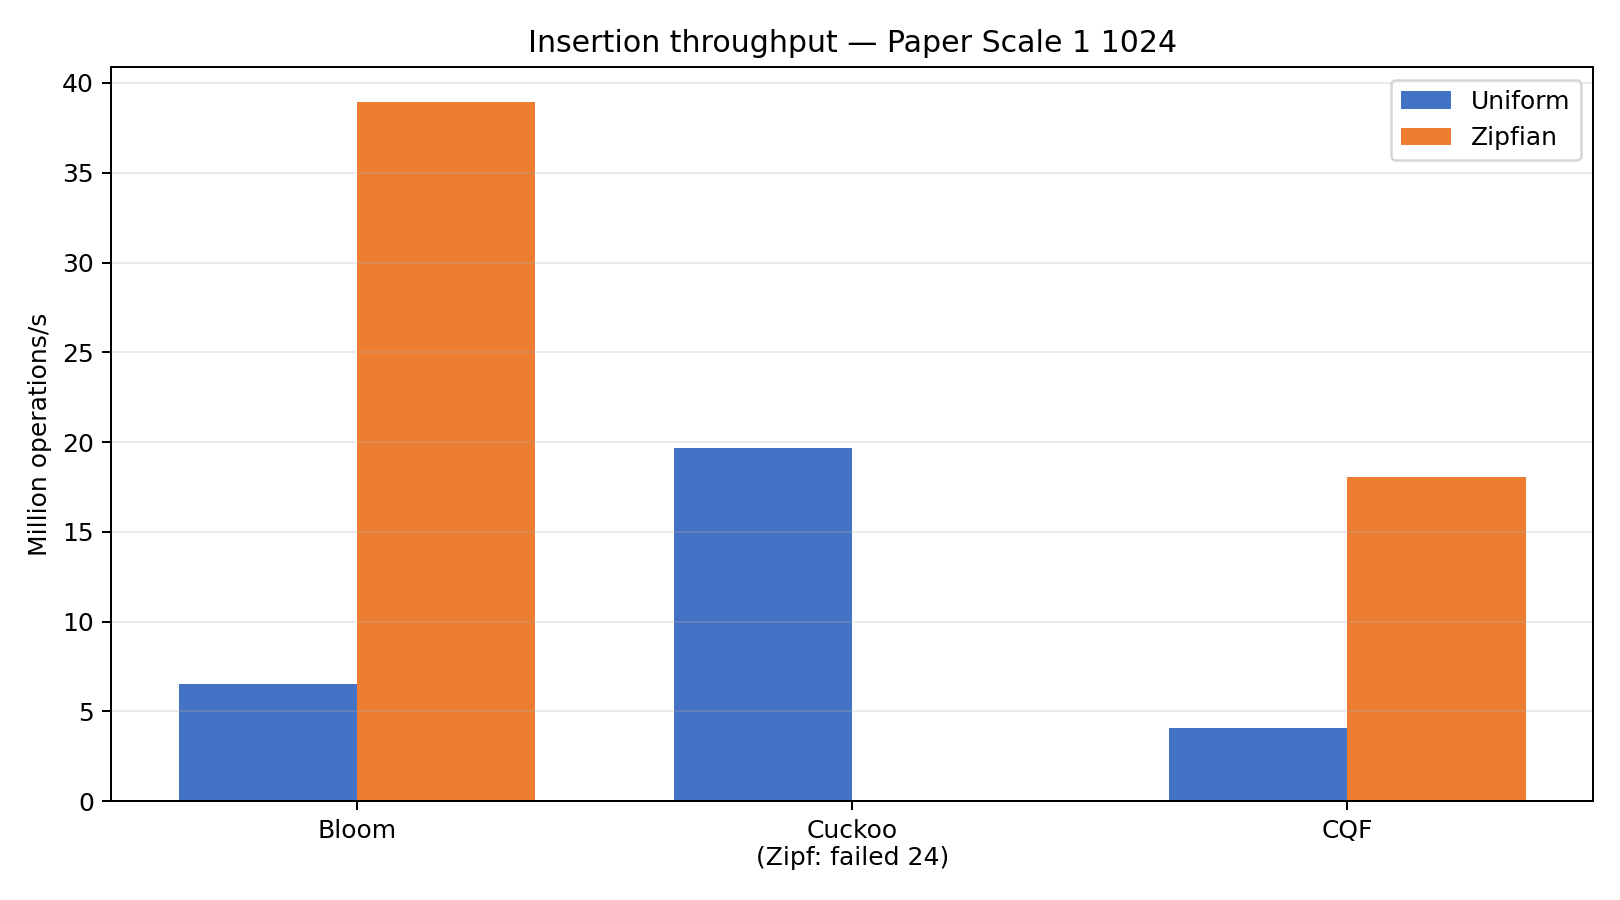 Insertion throughput — Paper Scale 1 1024
Uniform
Zipfian
Million operations/s
40
35
30
25
20
15
10
5
0
Bloom
Cuckoo
(Zipf: failed 24)
CQF